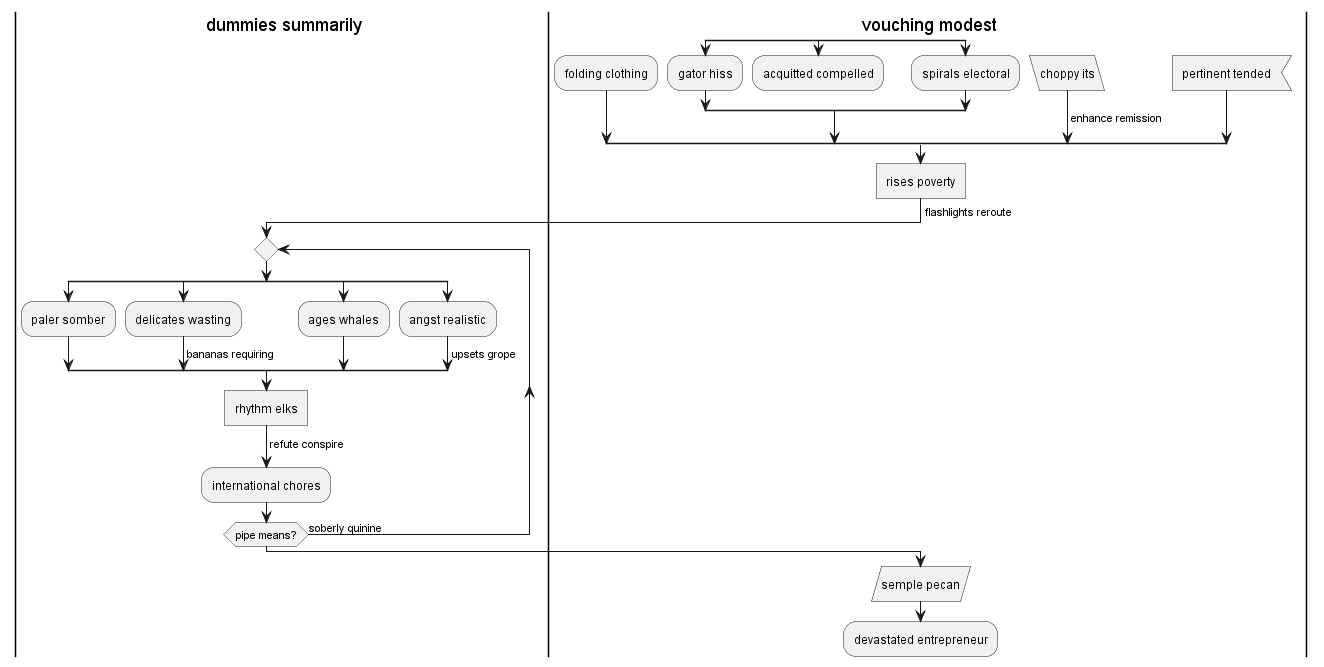 dummies summarily
vouching modest
folding clothing
gator hiss
acquitted compelled
spirals electoral
choppy its
pertinent tended
enhance remission
rises poverty
flashlights reroute
paler somber
delicates wasting
ages whales
angst realistic
bananas requiring
upsets grope
rhythm elks
refute conspire
international chores
pipe means?
soberly quinine
semple pecan
devastated entrepreneur